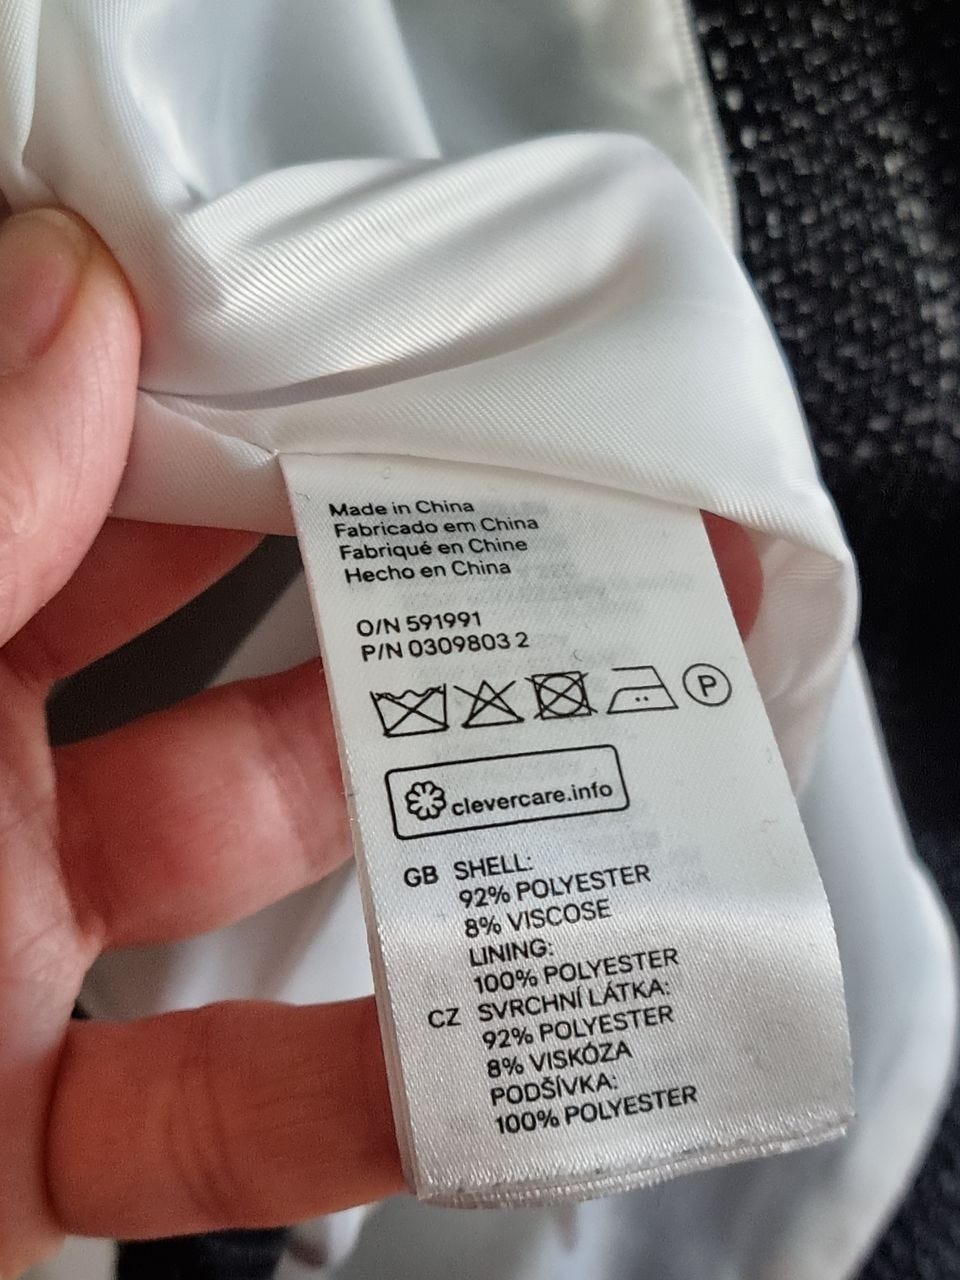 Made in China
Fabricado em China
Fabriqué en Chine
Hecho en China
O/N 591991
P/N 0309803 2
P
clevercare.info
GB SHELL:
92% POLYESTER
8% VISCOSE
LINING:
100% POLYESTER
CZ SVRCHNÍ LÁTKA:
92% POLYESTER
8% VISKÓZA
PODŠÍVKA:
100% POLYESTER